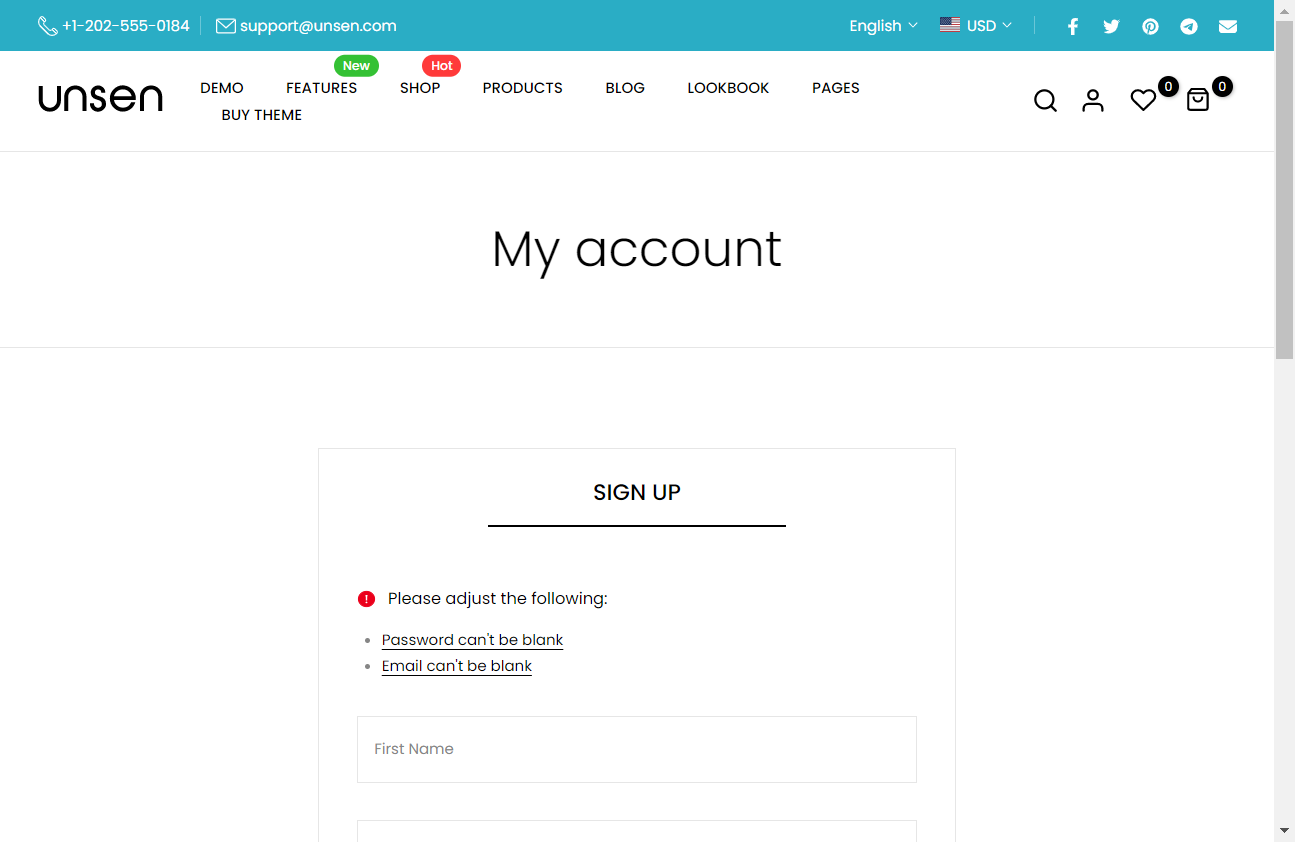 +1-202-555-0184 support@unsen.com English USD
New Hot
unsen DEMO FEATURES SHOP PRODUCTS BLOG LOOKBOOK PAGES 0 0
BUY THEME
My account
SIGN UP
! Please adjust the following:
Password can't be blank
Email can't be blank
First Name